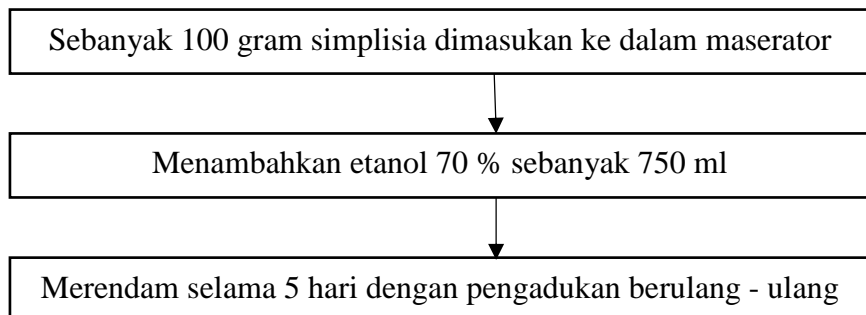 Sebanyak 100 gram simplisia dimasukan ke dalam maserator
Menambahkan etanol 70 % sebanyak 750 ml
Merendam selama 5 hari dengan pengadukan berulang - ulang